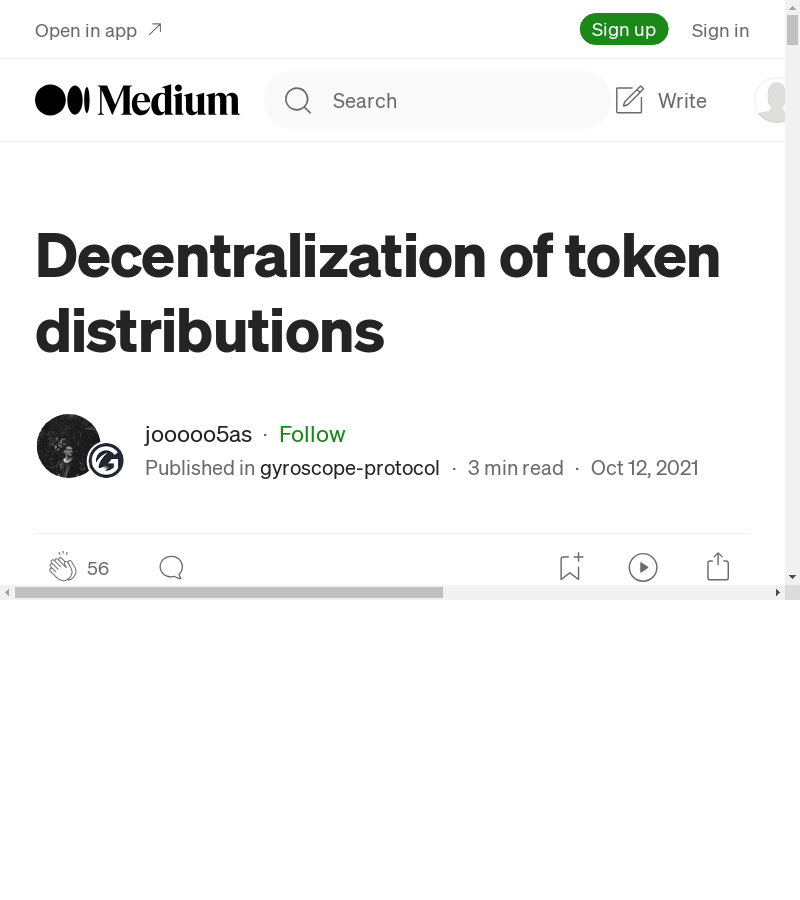 Open in app
Sign up
Sign in
Medium
Search
Write
Decentralization of token
distributions
jooooo5as · Follow
Published in gyroscope-protocol · 3 min read · Oct 12, 2021
56